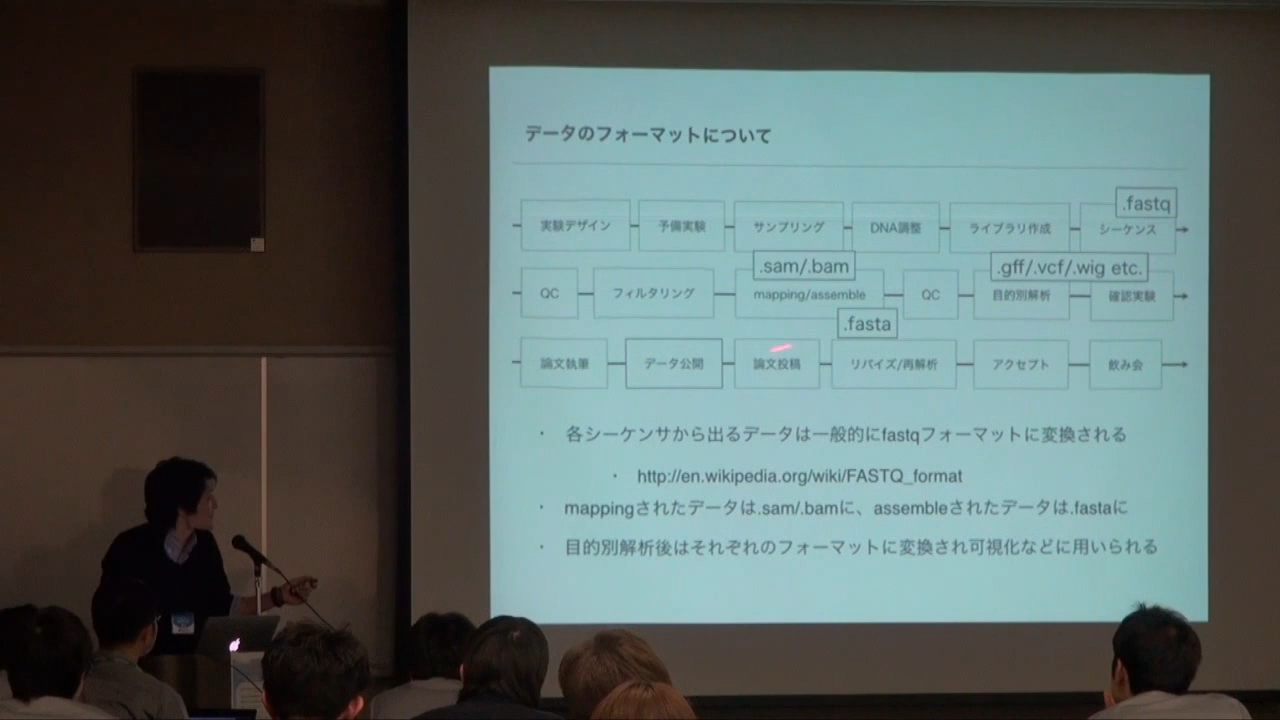 データのフォーマットについて
.fastq
実験デザイン 予備実験 サンプリング DNA調整 ライブラリ作成 シーケンス
.sam/.bam .gff/.vcf/.wig etc.
QC フィルタリング mapping/assemble QC 目的別解析 確認実験
.fasta
論文執筆 データ公開 論文投稿 リバイズ/再解析 アクセプト 飲み会
・ 各シーケンサから出るデータは一般的にfastqフォーマットに変換される
・ http://en.wikipedia.org/wiki/FASTQ_format
・ mappingされたデータは.sam/.bamに、assembleされたデータは.fastaに
・ 目的別解析後はそれぞれのフォーマットに変換され可視化などに用いられる